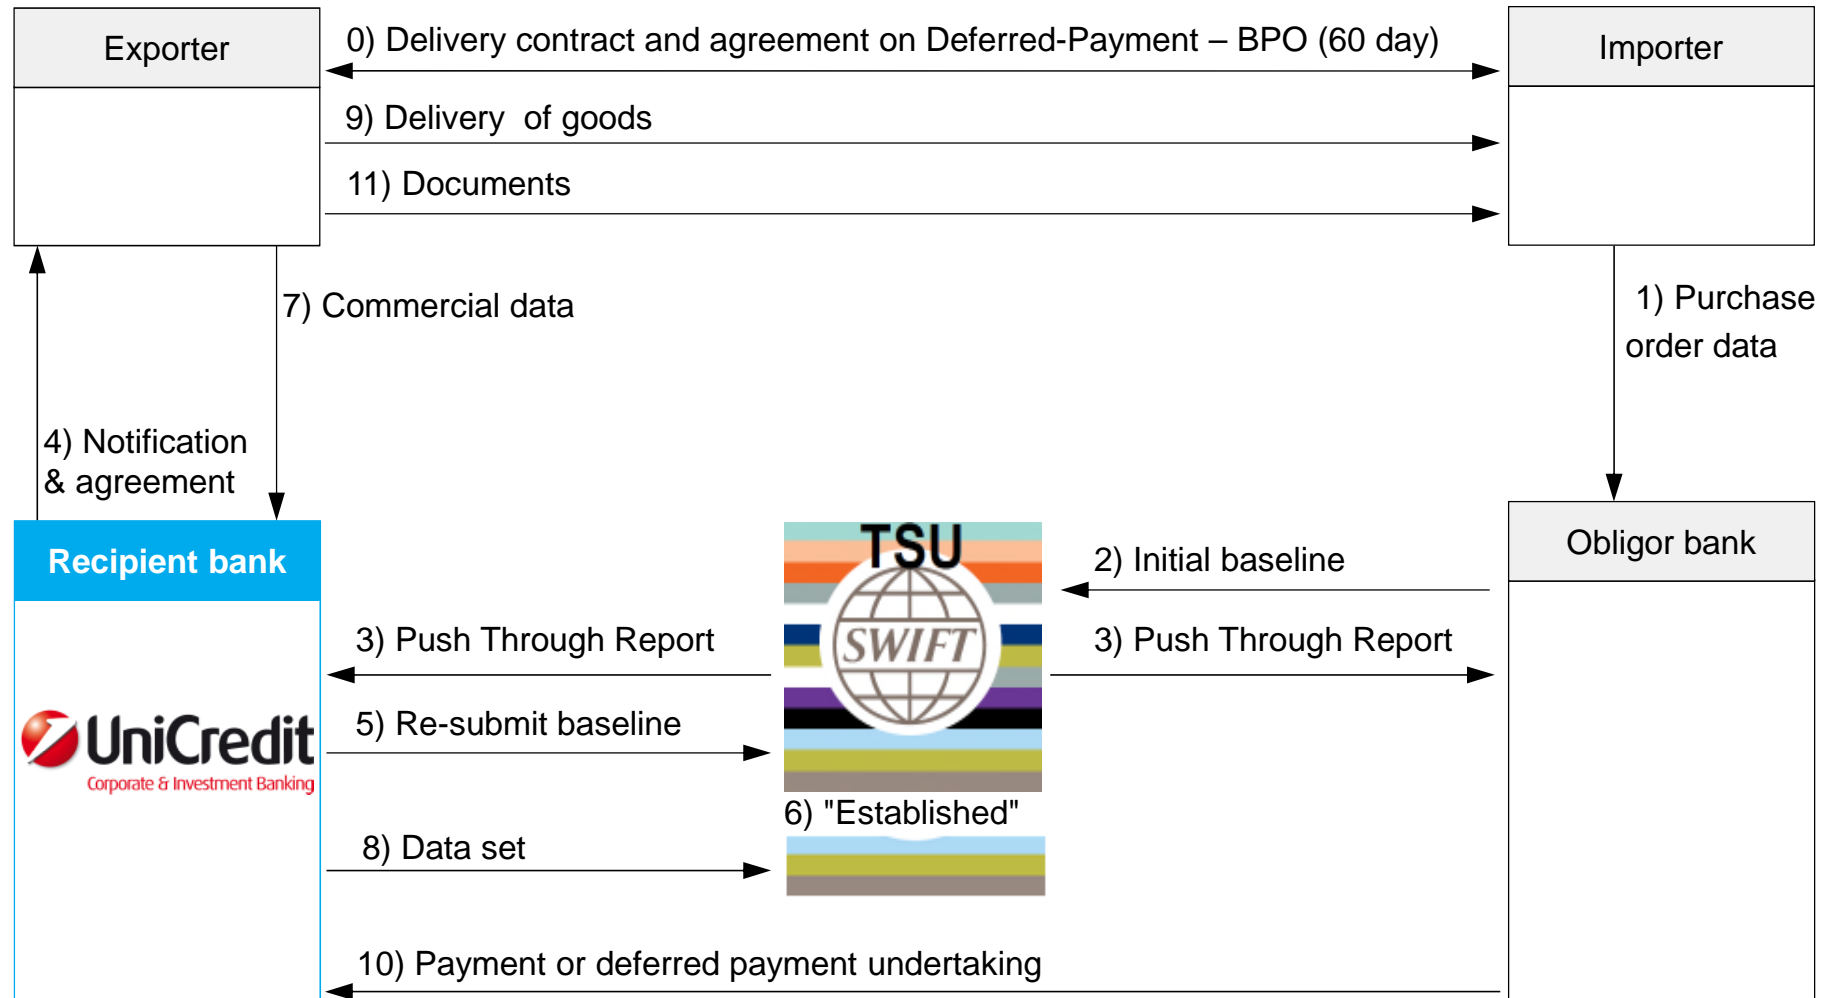 Exporter
0) Delivery contract and agreement on Deferred-Payment – BPO (60 day)
Importer
9) Delivery of goods
11) Documents
7) Commercial data
1) Purchase
order data
4) Notification
& agreement
Recipient bank
TSU
SWIFT
2) Initial baseline
Obligor bank
3) Push Through Report
3) Push Through Report
5) Re-submit baseline
UniCredit
Corporate & Investment Banking
6) "Established"
8) Data set
10) Payment or deferred payment undertaking